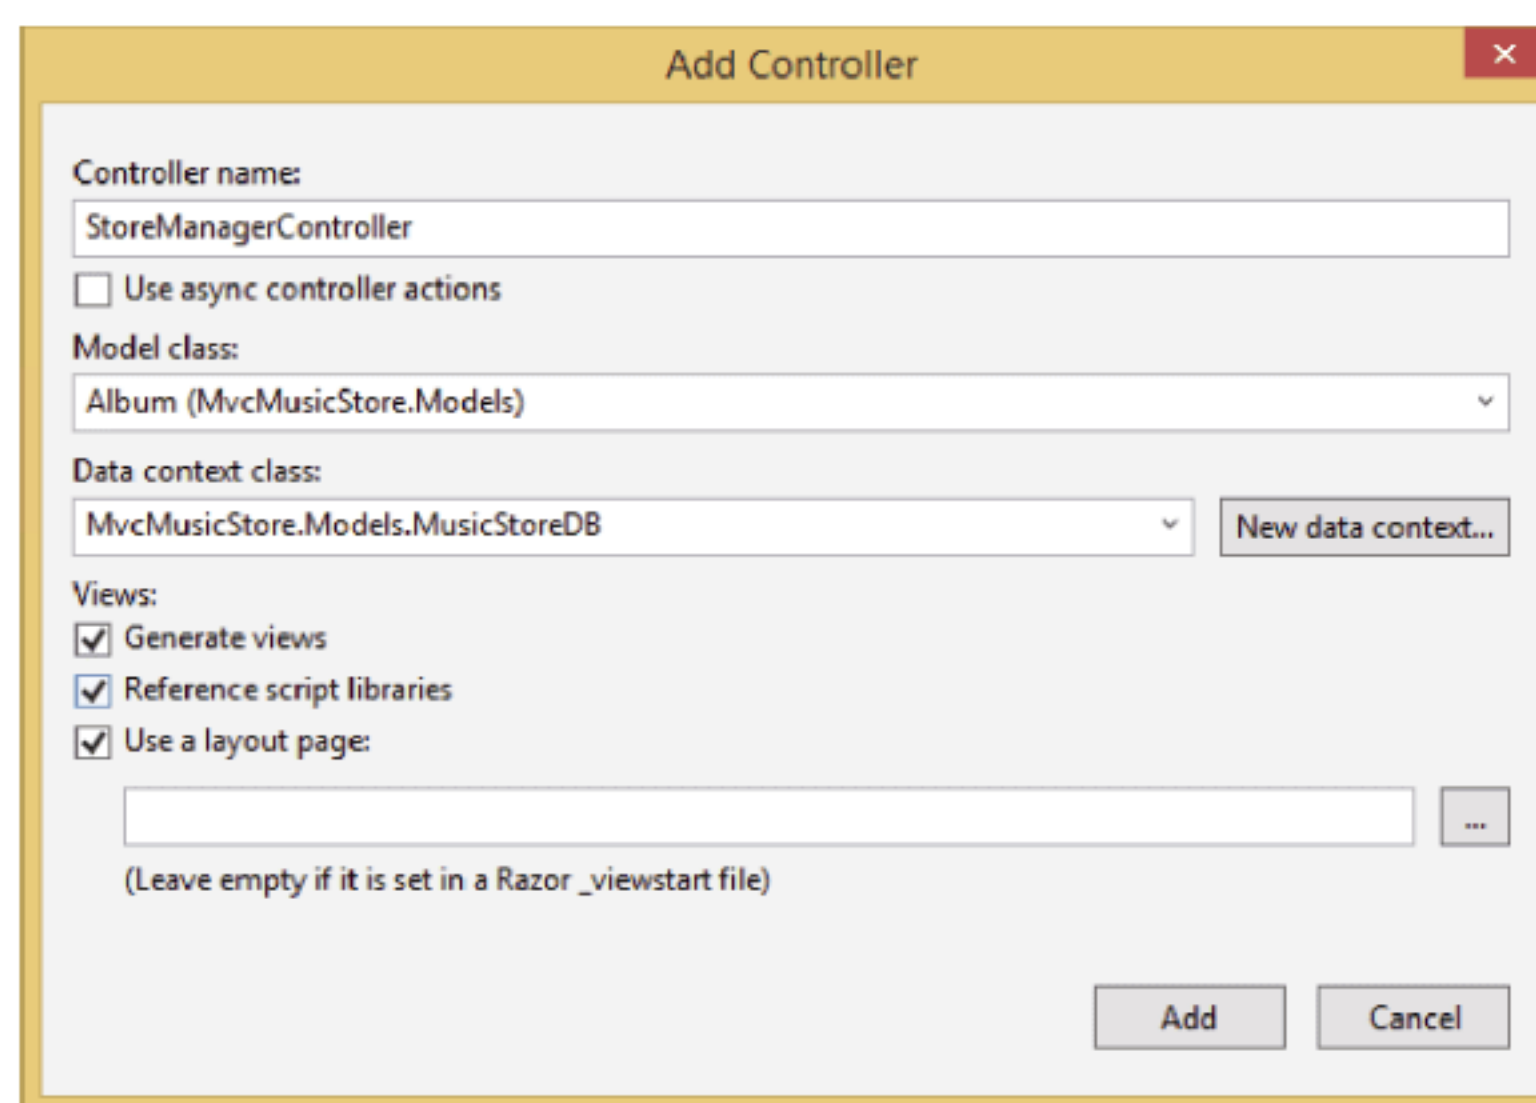 Add Controller
Controller name:
StoreManagerController
Use async controller actions
Model class:
Album (MvcMusicStore.Models)
Data context class:
MvcMusicStore.Models.MusicStoreDB
New data context...
Views:
Generate views
Reference script libraries
Use a layout page:
...
(Leave empty if it is set in a Razor _viewstart file)
Add
Cancel